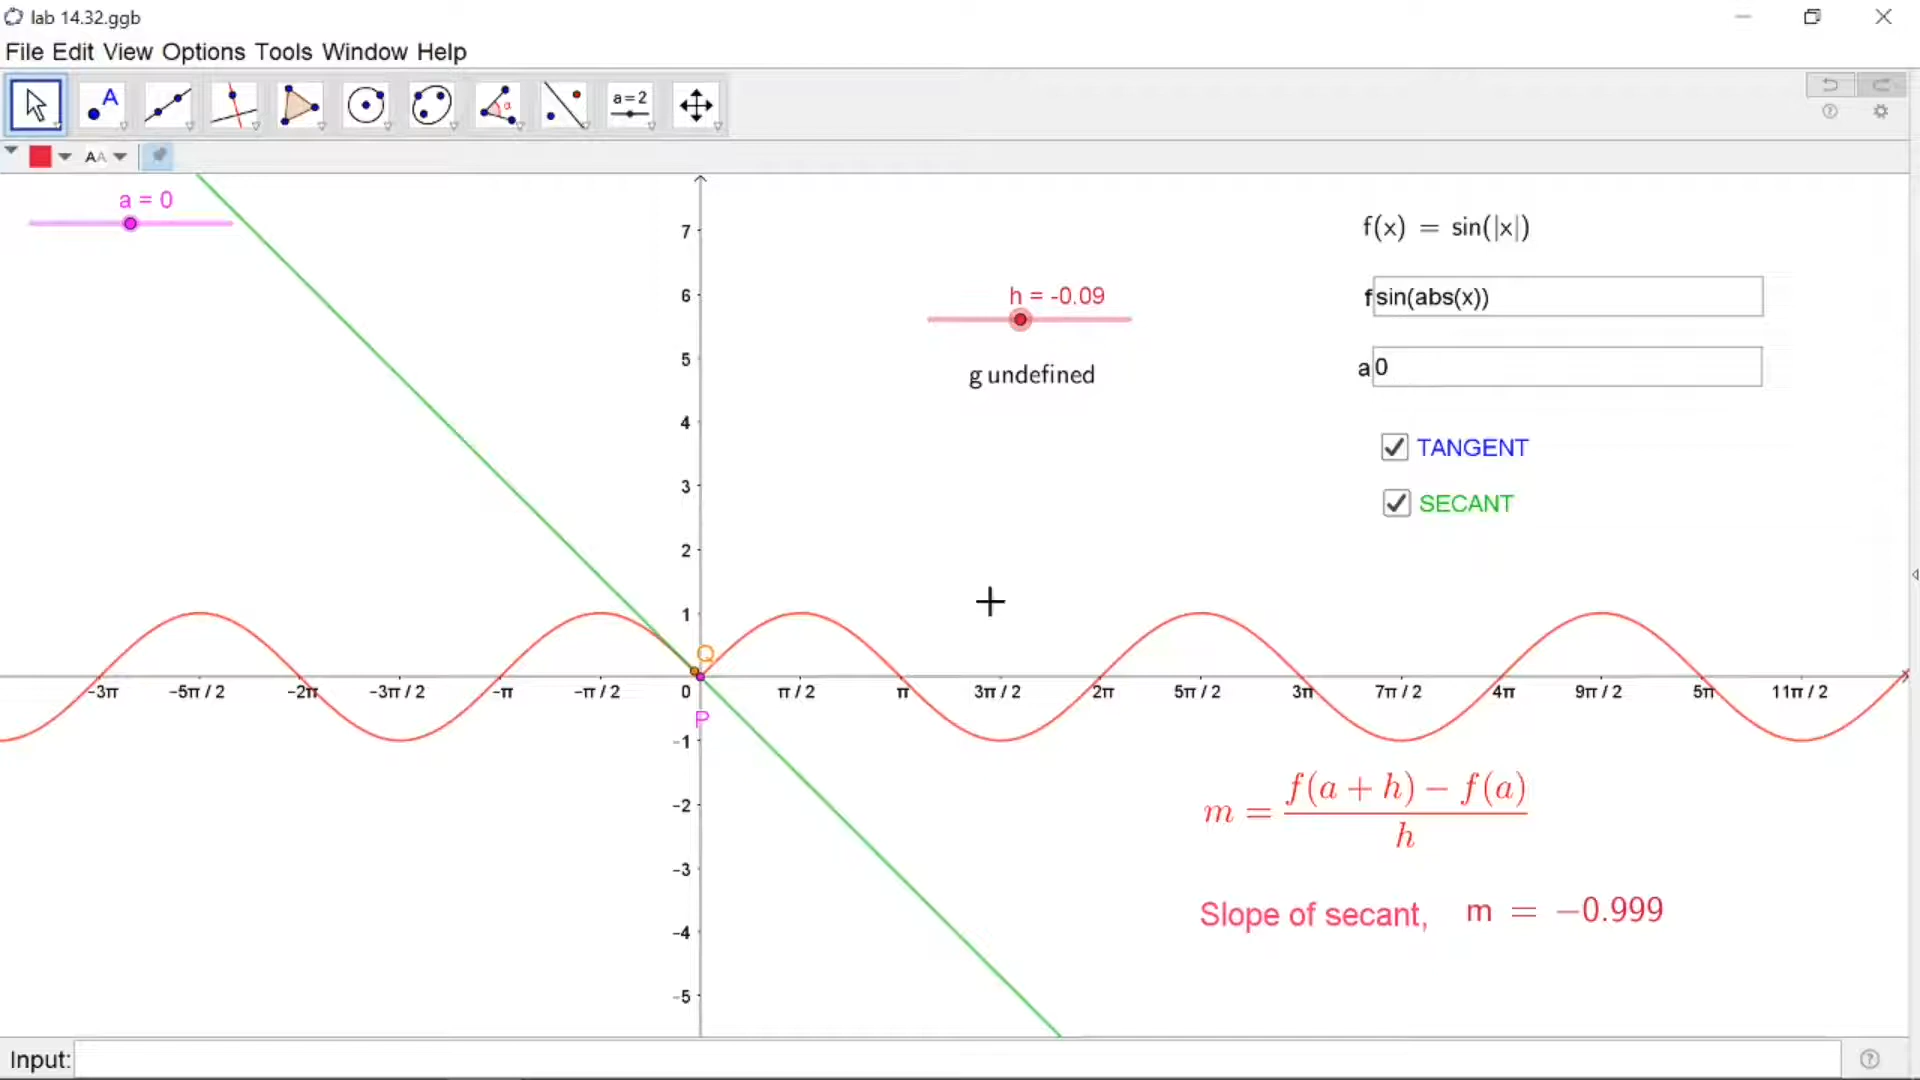 lab 14.32.ggb
File Edit View Options Tools Window Help
A
α
a=2
AA
a = 0
7
6
5
4
3
2
1
-1
-2
-3
-4
-5
f(x) = sin(|x|)
h = -0.09
f sin(abs(x))
g undefined
a 0
TANGENT
SECANT
Q
P
-3π -5π / 2 -2π -3π / 2 -π -π / 2 0 π / 2 π 3π / 2 2π 5π / 2 3π 7π / 2 4π 9π / 2 5π 11π / 2
m = \frac{f(a + h) − f(a)}{h}
Slope of secant, m = −0.999
Input: